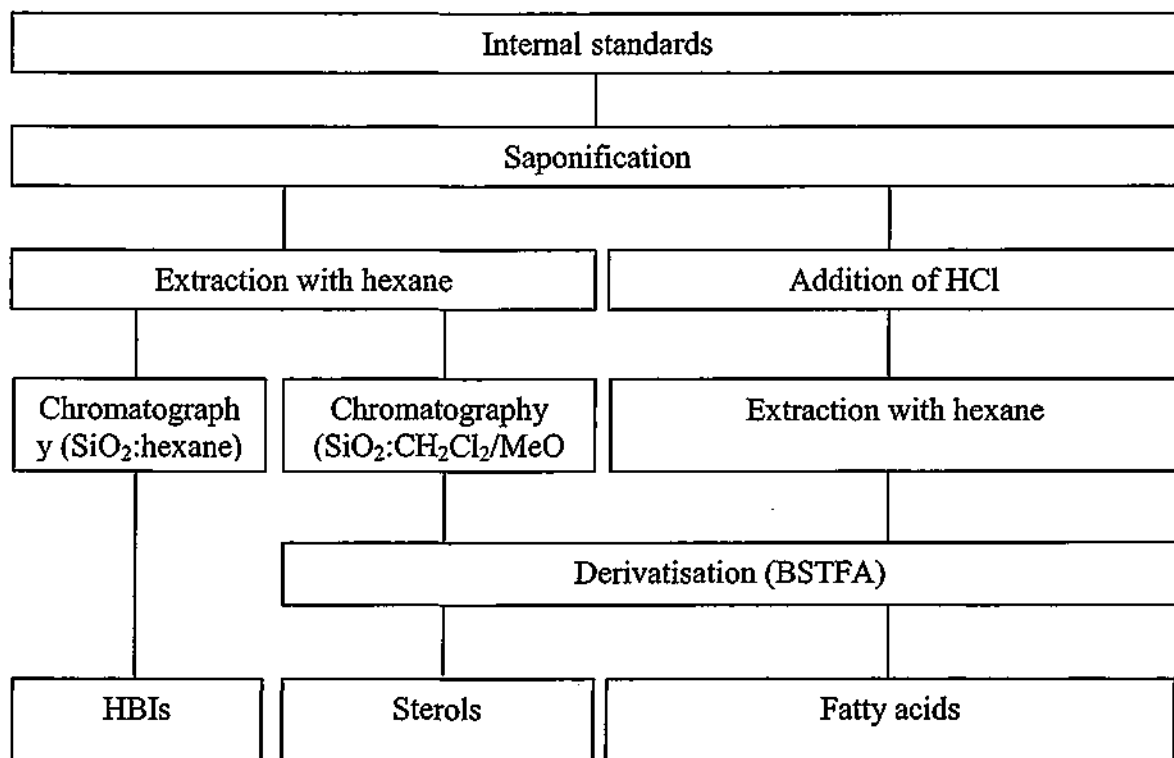 Internal standards
Saponification
Extraction with hexane
Addition of HCl
Chromatograph
y (SiO₂:hexane)
Chromatography
(SiO₂:CH₂Cl₂/MeO
Extraction with hexane
Derivatisation (BSTFA)
HBIs
Sterols
Fatty acids